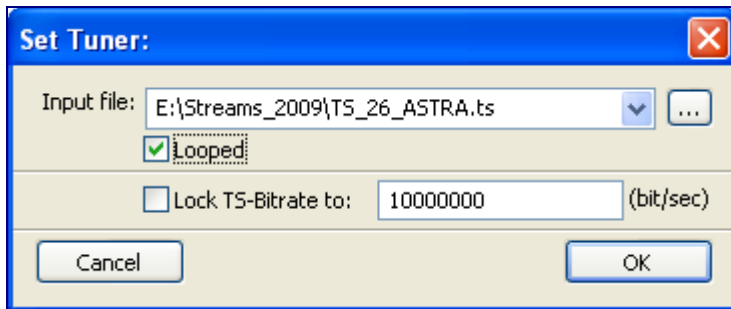 Set Tuner:
Input file: E:\Streams_2009\TS_26_ASTRA.ts ...
Looped
Lock TS-Bitrate to: 10000000 (bit/sec)
Cancel OK